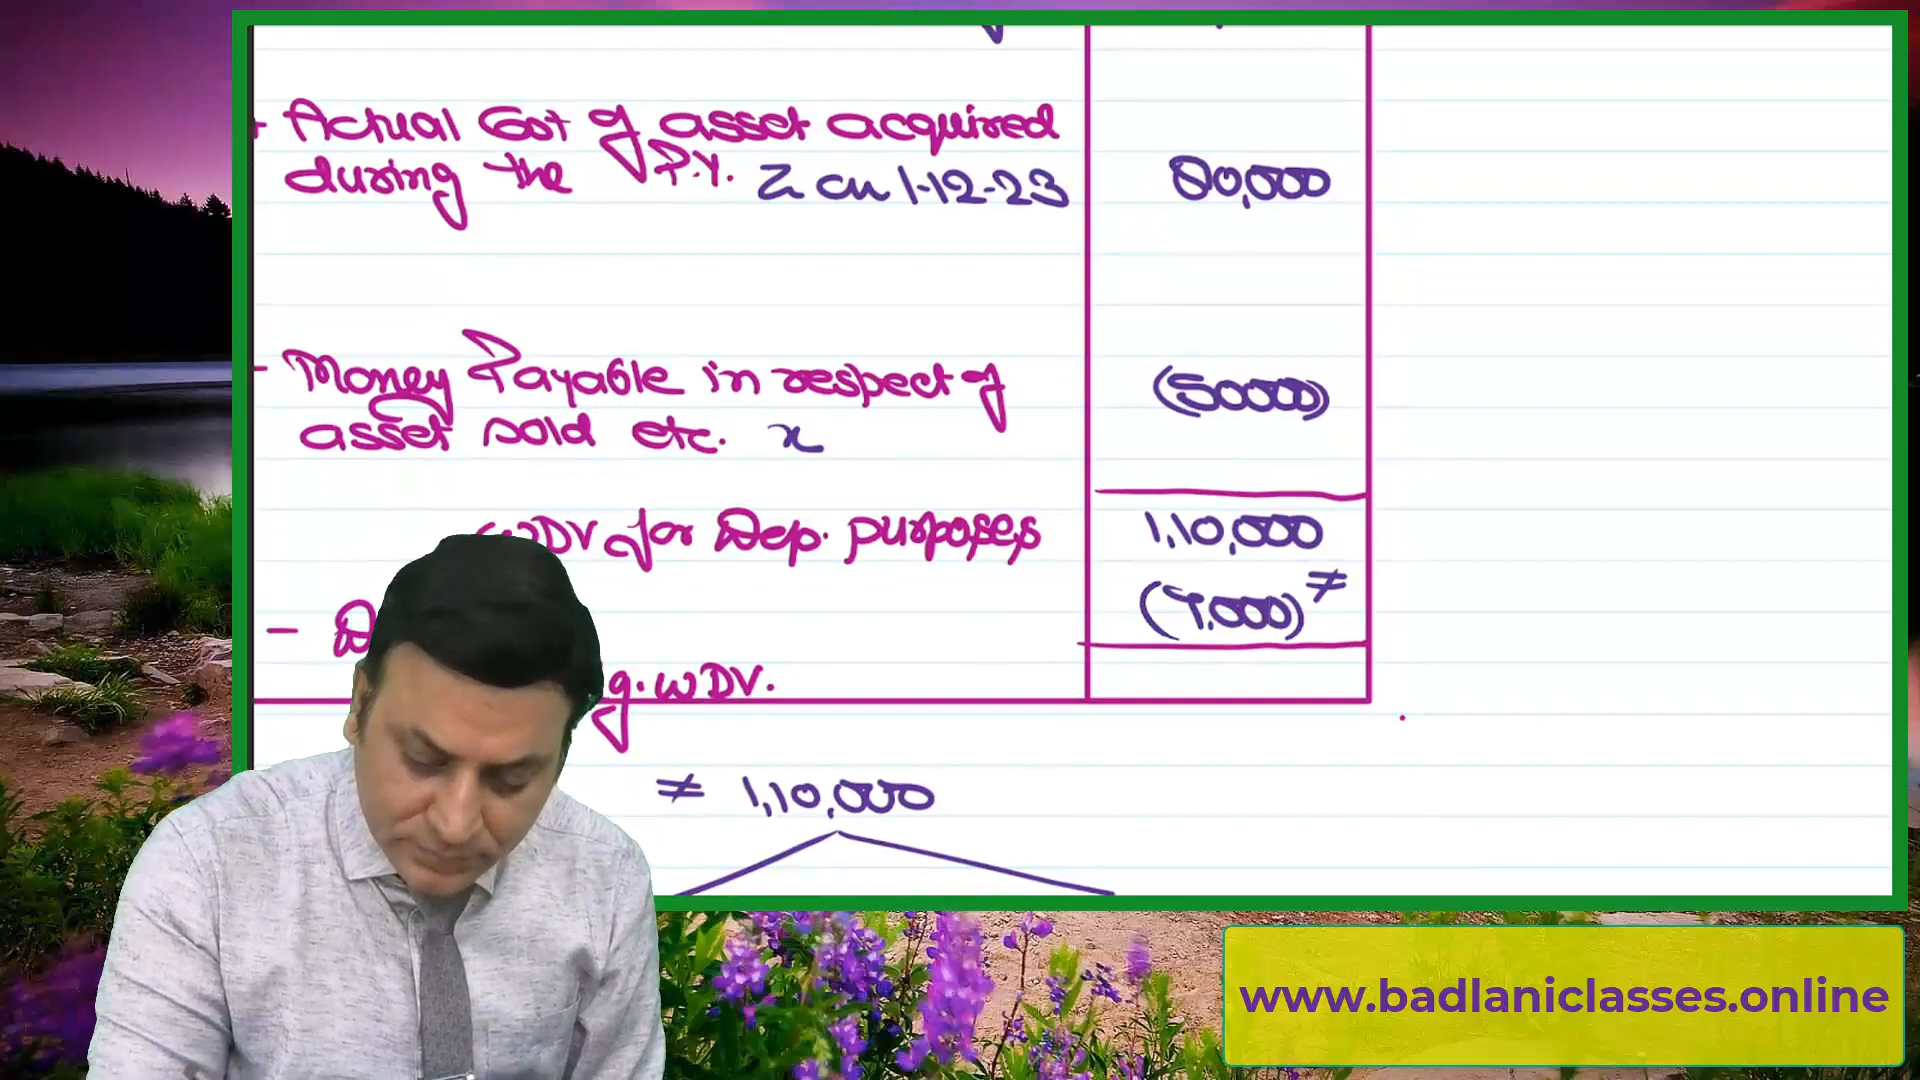 Actual Cost of asset acquired
during the P.Y. Z on 1-12-23 80,000
- Money Payable in respect of
asset sold etc. x (50000)
WDV for Dep. purposes 1,10,000
- D (7,000) ≠
g. WDV.
≠ 1,10,000
www.badlaniclasses.online